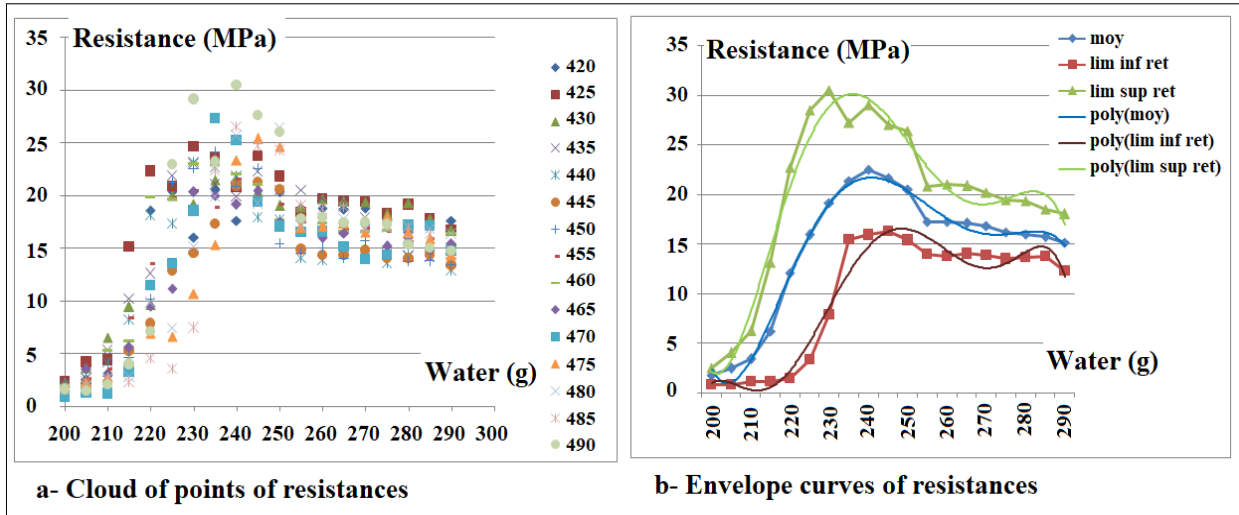 Resistance (MPa)
35
30
25
20
15
10
5
0
200 210 220 230 240 250 260 270 280 290 300
Water (g)
420
425
430
435
440
445
450
455
460
465
470
475
480
485
490
a- Cloud of points of resistances
Resistance (MPa)
35
30
25
20
15
10
5
0
200 210 220 230 240 250 260 270 280 290
Water (g)
moy
lim inf ret
lim sup ret
poly(moy)
poly(lim inf ret)
poly(lim sup ret)
b- Envelope curves of resistances